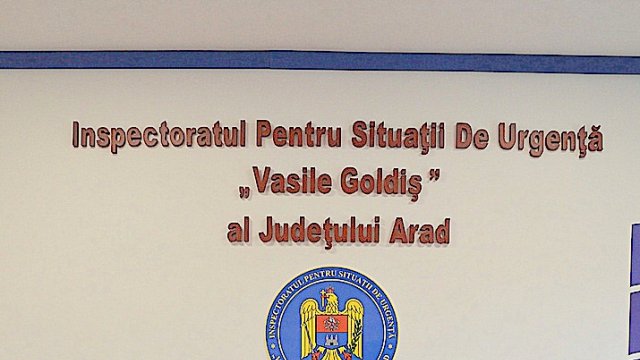 Inspectoratul Pentru Situaţii De Urgenţă
„Vasile Goldiş”
al Judeţului Arad
INSPECTORATUL PENTRU SITUAŢII DE URGENŢĂ